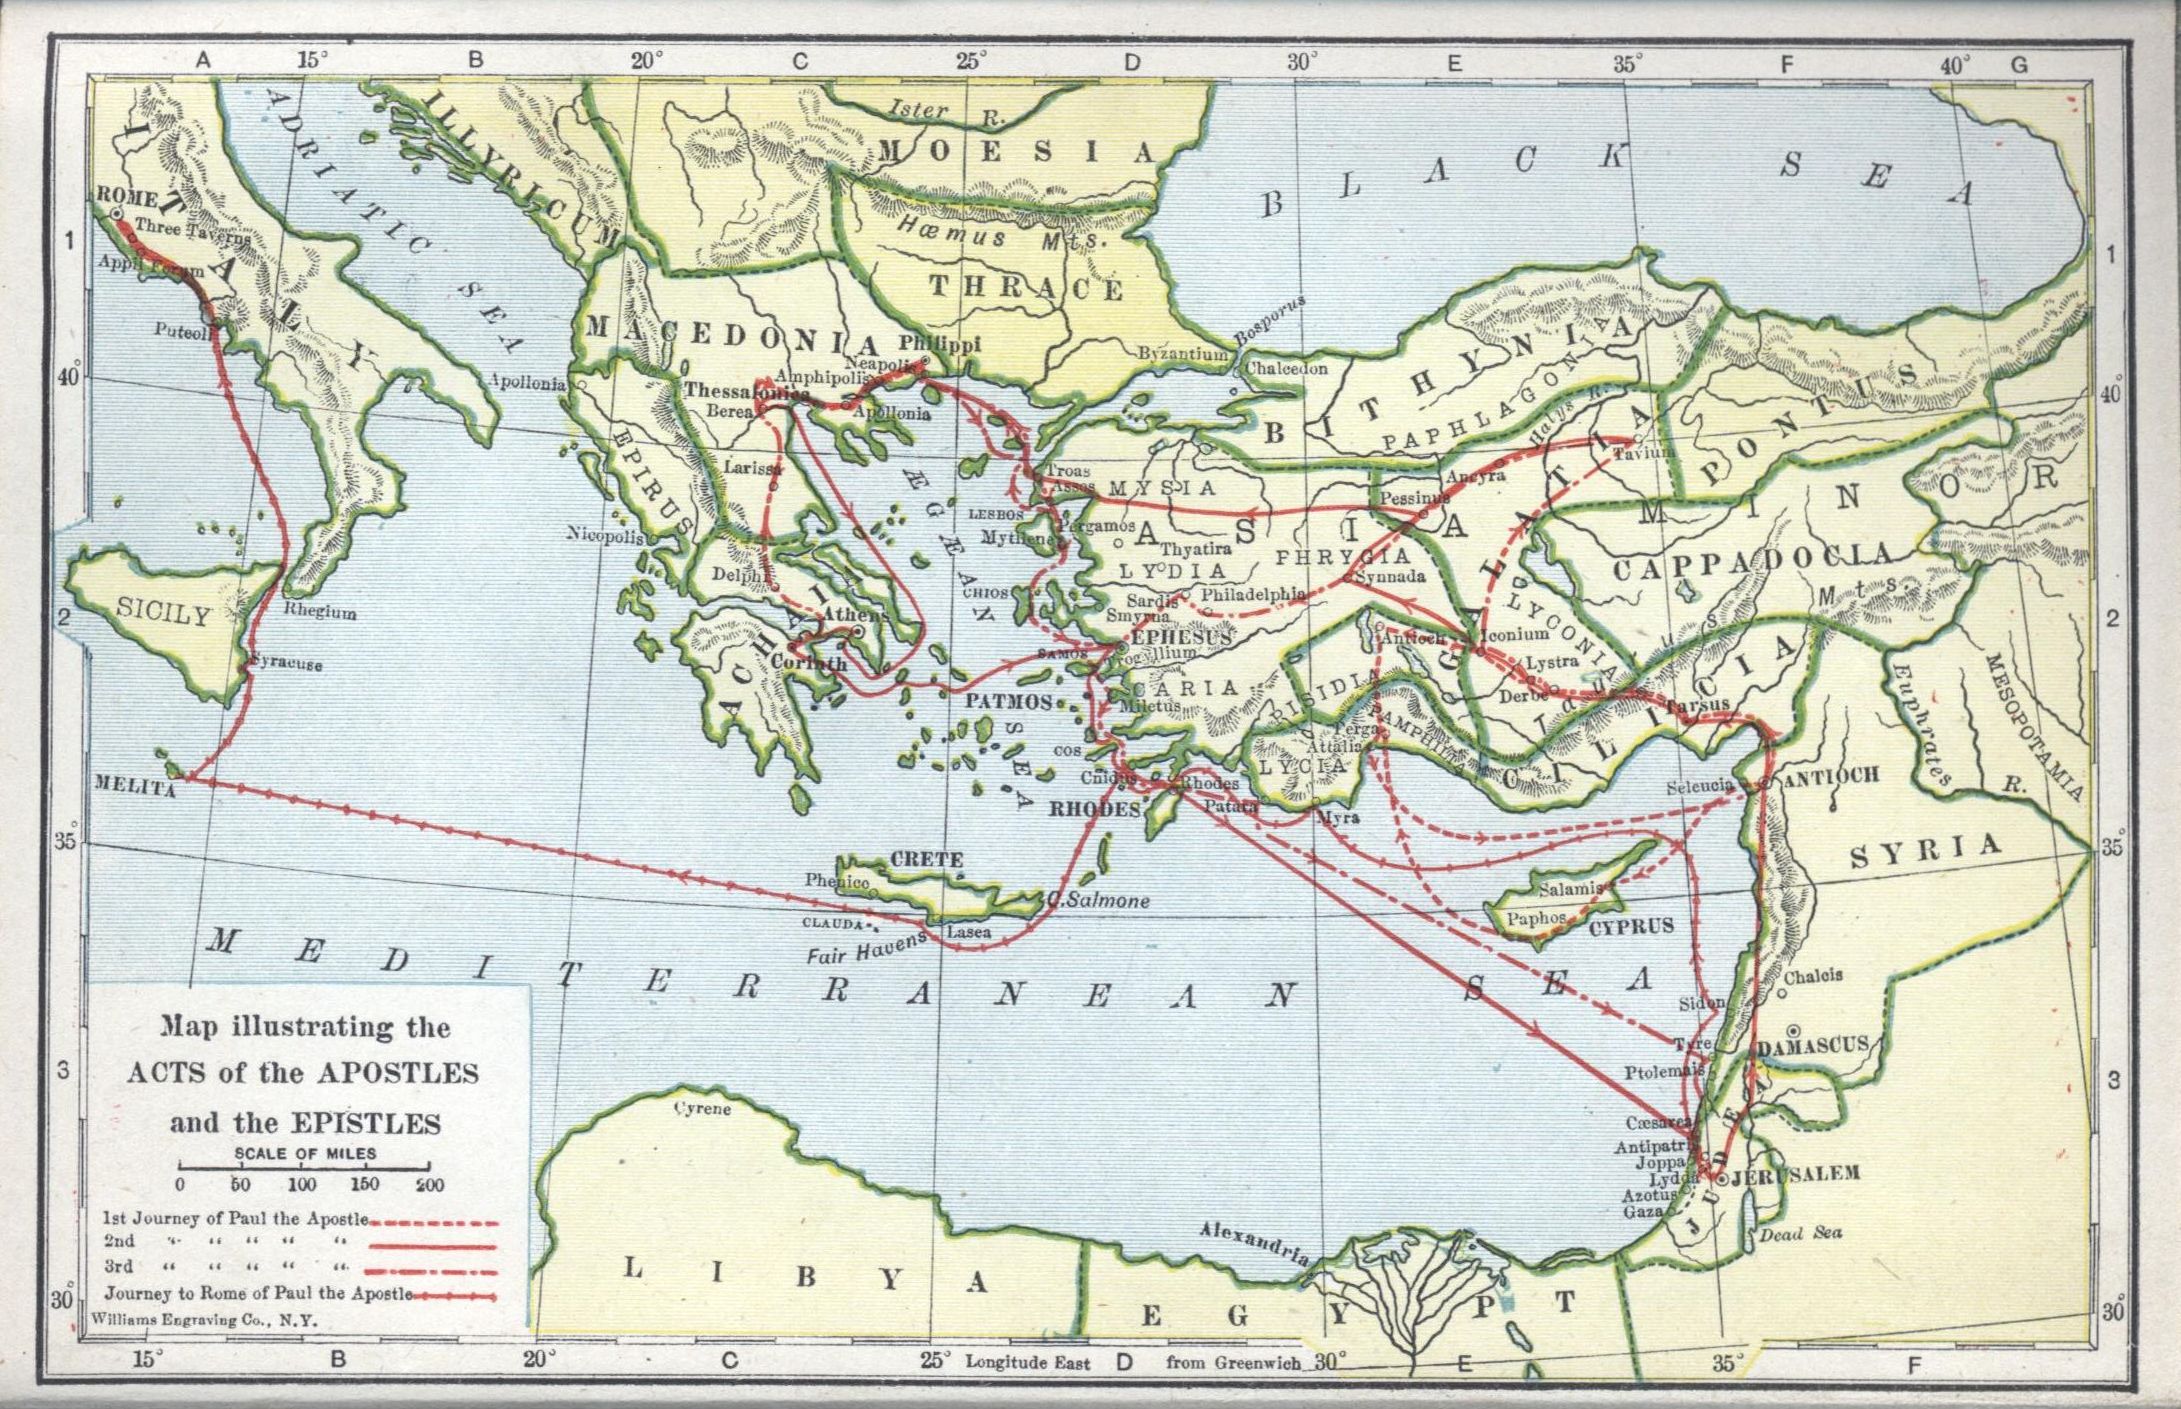 A 15° B 20° C 25° D 30° E 35° F 40° G
ADRIATIC SEA
ILLYRICUM
Ister R.
MOESIA
BLACK SEA
ITALY
ROME
Three Taverns
Appii Forum
Puteoli
Hæmus Mts.
THRACE
1
1
MACEDONIA
Philippi
Neapolis
Amphipolis
Thessalonica
Berea
Apollonia
Apollonia
Byzantium
Bosporus
Chalcedon
BITHYNIA
PAPHLAGONIA
Halys R.
PONTUS
40°
40°
EPIRUS
Larissa
Nicopolis
Delphi
ÆGEAN SEA
Troas
Assos
MYSIA
LESBOS
Mytilene
Pergamos
ASIA
Thyatira
LYDIA
PHRYGIA
Pessinus
Ancyra
Tavium
GALATIA
MINOR
CAPPADOCIA
Synnada
CHIOS
Sardis
Philadelphia
Smyrna
EPHESUS
SAMOS
Trogyllium
LYCONIA
Taurus Mts.
2
2
SICILY
Rhegium
Syracuse
MELITA
ACHAIA
Athens
Corinth
PATMOS
CARIA
Miletus
COS
Cnidus
Rhodes
RHODES
Antioch
Iconium
Lystra
Derbe
PISIDIA
PAMPHILIA
Perga
Attalia
LYCIA
Patara
Myra
CILICIA
Tarsus
Euphrates R.
MESOPOTAMIA
Seleucia
ANTIOCH
SYRIA
35°
35°
CRETE
Phenice
CLAUDA
Fair Havens
Lasea
C. Salmone
Salamis
Paphos
CYPRUS
MEDITERRANEAN SEA
Chalcis
Sidon
Tyre
DAMASCUS
Ptolemais
Cæsarea
Antipatris
Joppa
Lydda
Azotus
Gaza
JUDEA
JERUSALEM
Dead Sea
3
3
Cyrene
LIBYA
Alexandria
EGYPT
Map illustrating the
ACTS of the APOSTLES
and the EPISTLES
SCALE OF MILES
0 50 100 150 200
1st Journey of Paul the Apostle
2nd “ “ “ “ “
3rd “ “ “ “ “
Journey to Rome of Paul the Apostle
Williams Engraving Co., N.Y.
30°
30°
15° B 20° C 25° Longitude East D from Greenwich 30° E 35° F